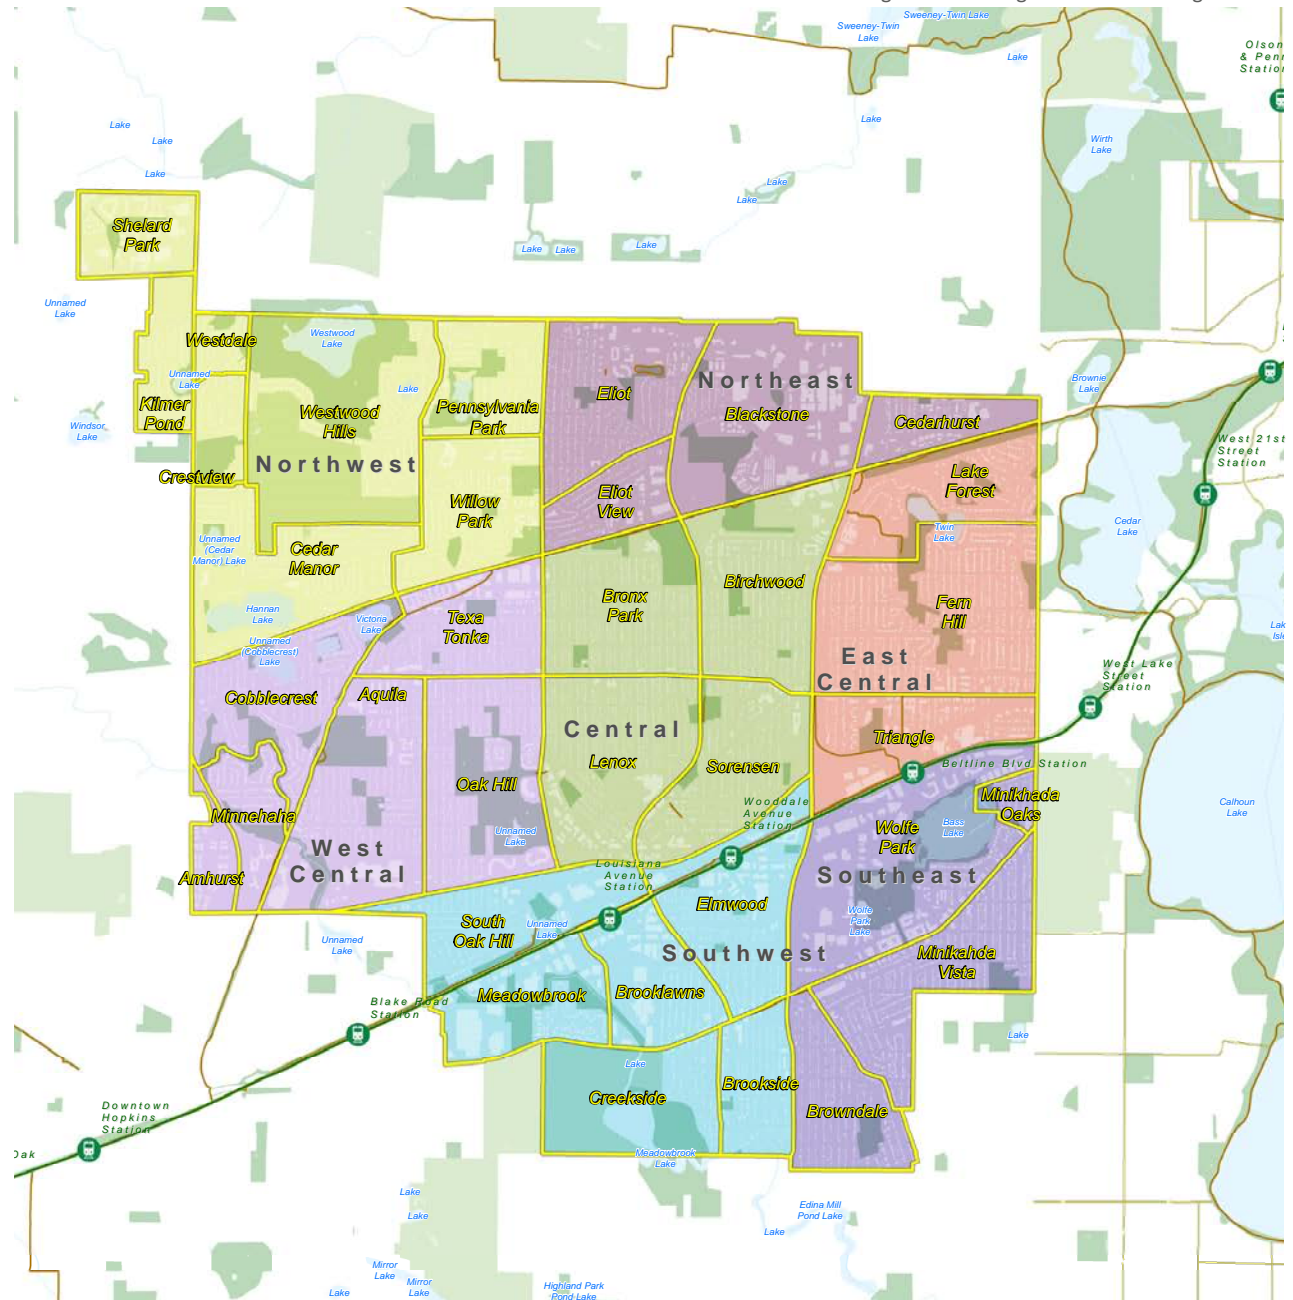 Sweeney-Twin Lake
Sweeney-Twin
Lake
Lake
Olson
& Penn
Station
Lake
Lake
Lake
Wirth
Lake
Lake
Lake
Lake
Shelard
Park
Lake
Lake
Lake
Unnamed
Lake
Westdale
Westwood
Lake
Northeast
Brownie
Lake
Unnamed
Lake
Lake
Eliot
Kilmer
Pond
Westwood
Hills
Pennsylvania
Park
Blackstone
Cedarhurst
Windsor
Lake
West 21st
Street
Station
Northwest
Crestview
Lake
Forest
Willow
Park
Eliot
View
Twin
Lake
Cedar
Lake
Unnamed
(Cedar
Manor) Lake
Cedar
Manor
Birchwood
Bronx
Park
Fern
Hill
Hannan
Lake
Victoria
Lake
Texa
Tonka
Unnamed
(Cobblecrest)
Lake
East
Central
West Lake
Street
Station
Cobblecrest
Aquila
Central
Triangle
Lenox
Sorensen
Beltline Blvd Station
Oak Hill
Minikhada
Oaks
Wooddale
Avenue
Station
Calhoun
Lake
Minnehaha
Bass
Lake
Wolfe
Park
Unnamed
Lake
West
Central
Louisiana
Avenue
Station
Southeast
Amhurst
Elmwood
Wolfe
Park
Lake
South
Oak Hill
Unnamed
Lake
Unnamed
Lake
Southwest
Minikahda
Vista
Meadowbrook
Brooklawns
Blake Road
Station
Lake
Lake
Brookside
Creekside
Browndale
Downtown
Hopkins
Station
Oak
Meadowbrook
Lake
Lake
Lake
Edina Mill
Pond Lake
Lake
Mirror
Lake
Mirror
Lake
Lake
Highland Park
Pond Lake